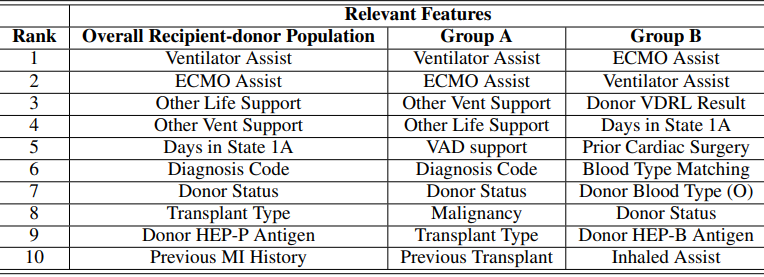 Relevant Features
Rank Overall Recipient-donor Population Group A Group B
1 Ventilator Assist Ventilator Assist ECMO Assist
2 ECMO Assist ECMO Assist Ventilator Assist
3 Other Life Support Other Vent Support Donor VDRL Result
4 Other Vent Support Other Life Support Days in State 1A
5 Days in State 1A VAD support Prior Cardiac Surgery
6 Diagnosis Code Diagnosis Code Blood Type Matching
7 Donor Status Donor Status Donor Blood Type (O)
8 Transplant Type Malignancy Donor Status
9 Donor HEP-P Antigen Transplant Type Donor HEP-B Antigen
10 Previous MI History Previous Transplant Inhaled Assist